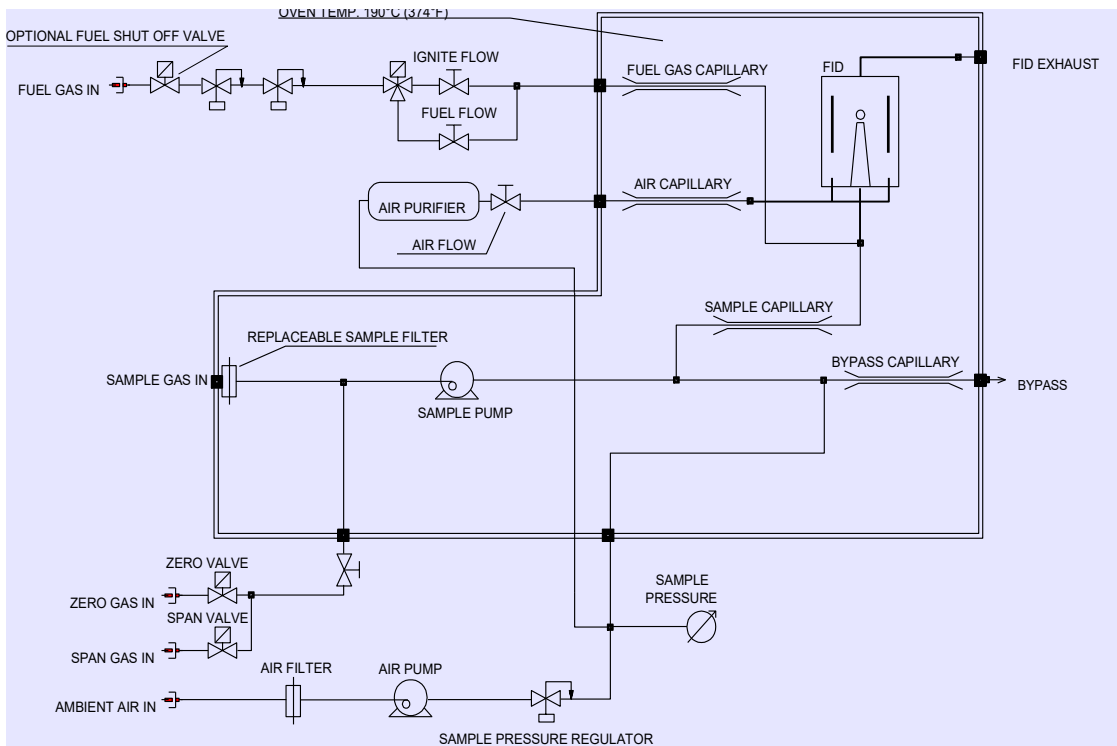 OVEN TEMP. 190°C (374°F)
OPTIONAL FUEL SHUT OFF VALVE
IGNITE FLOW
FUEL GAS CAPILLARY
FID
FID EXHAUST
FUEL GAS IN
FUEL FLOW
AIR CAPILLARY
AIR PURIFIER
AIR FLOW
SAMPLE CAPILLARY
REPLACEABLE SAMPLE FILTER
BYPASS CAPILLARY
SAMPLE GAS IN
BYPASS
SAMPLE PUMP
ZERO VALVE
SAMPLE
PRESSURE
ZERO GAS IN
SPAN VALVE
SPAN GAS IN
AIR FILTER
AIR PUMP
AMBIENT AIR IN
SAMPLE PRESSURE REGULATOR